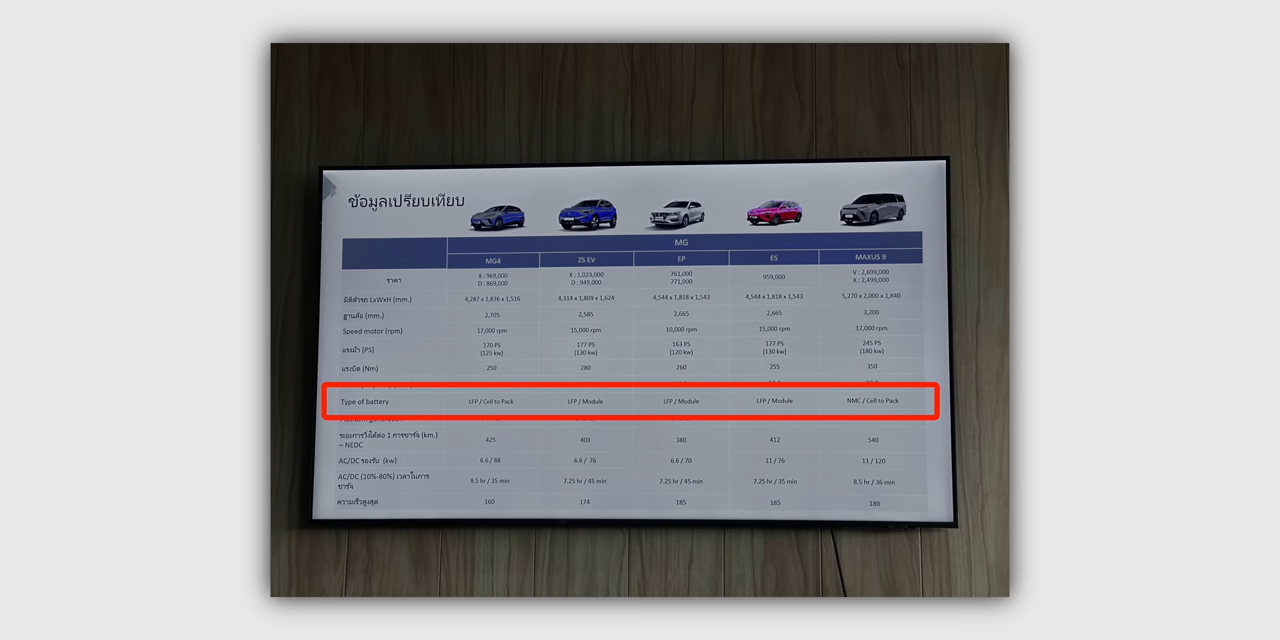 ข้อมูลเปรียบเทียบ
MG
MG4 ZS EV EP ES MAXUS 9
ราคา X : 969,000 D : 869,000 X : 1,023,000 D : 949,000 761,000 771,000 959,000 V : 2,699,000 X : 2,499,000
มิติตัวรถ LxWxH (mm.) 4,287 x 1,836 x 1,516 4,314 x 1,809 x 1,624 4,544 x 1,818 x 1,543 4,544 x 1,818 x 1,543 5,270 x 2,000 x 1,840
ฐานล้อ (mm.) 2,705 2,585 2,665 2,665 3,200
Speed motor (rpm) 17,000 rpm 15,000 rpm 10,000 rpm 15,000 rpm 17,000 rpm
แรงม้า (PS) 170 PS (125 kw) 177 PS (130 kw) 163 PS (120 kw) 177 PS (130 kw) 245 PS (180 kw)
แรงบิด (Nm) 250 280 260 255 350
Type of battery LFP / Cell to Pack LFP / Module LFP / Module LFP / Module NMC / Cell to Pack
ระยะการวิ่งได้ต่อ 1 การชาร์จ (km.) – NEDC 425 403 380 412 540
AC/DC รองรับ (kw) 6.6 / 88 6.6 / 76 6.6 / 70 11 / 76 11 / 120
AC/DC (10%-80%) เวลาในการชาร์จ 8.5 hr / 35 min 7.25 hr / 45 min 7.25 hr / 45 min 7.25 hr / 45 min 8.5 hr / 36 min
ความเร็วสูงสุด 160 174 185 185 180